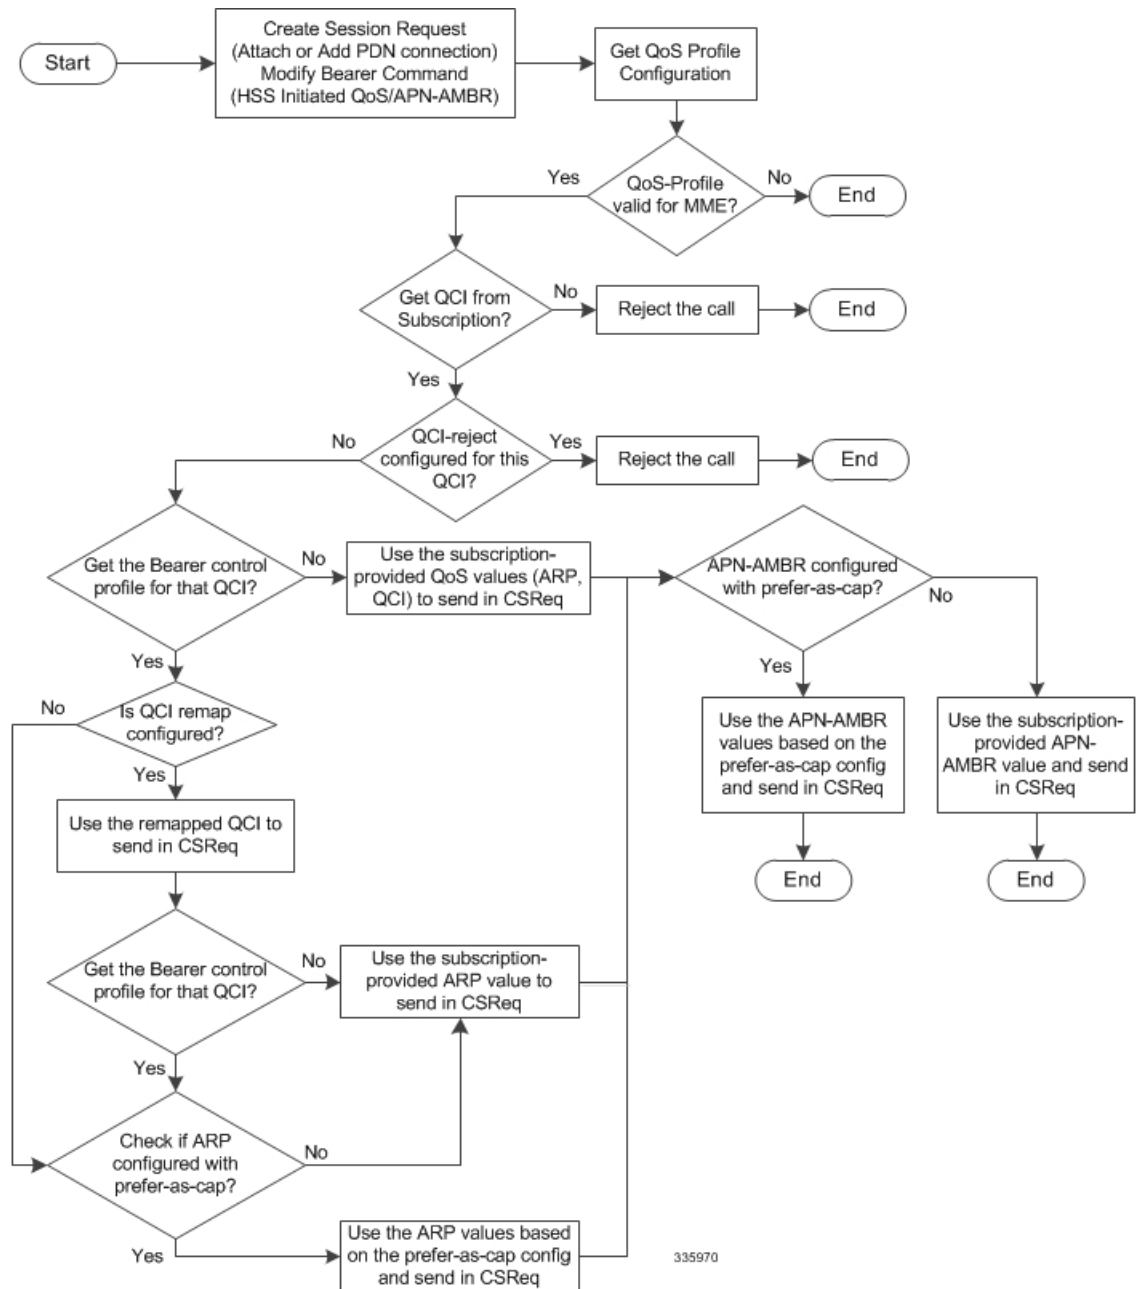 Start
Create Session Request
(Attach or Add PDN connection)
Modify Bearer Command
(HSS Initiated QoS/APN-AMBR)
Get QoS Profile
Configuration
Yes
QoS-Profile
valid for MME?
No
End
Get QCI from
Subscription?
No
Reject the call
End
Yes
No
QCI-reject
configured for this
QCI?
Yes
Reject the call
End
Get the Bearer control
profile for that QCI?
No
Use the subscription-
provided QoS values (ARP,
QCI) to send in CSReq
APN-AMBR configured
with prefer-as-cap?
No
Yes
Yes
No
Is QCI remap
configured?
Use the APN-AMBR
values based on the
prefer-as-cap config
and send in CSReq
Use the subscription-
provided APN-
AMBR value and send
in CSReq
Yes
Use the remapped QCI to
send in CSReq
End
End
Get the Bearer control
profile for that QCI?
No
Use the subscription-
provided ARP value to
send in CSReq
Yes
Check if ARP
configured with
prefer-as-cap?
No
Yes
Use the ARP values based
on the prefer-as-cap config
and send in CSReq
335970